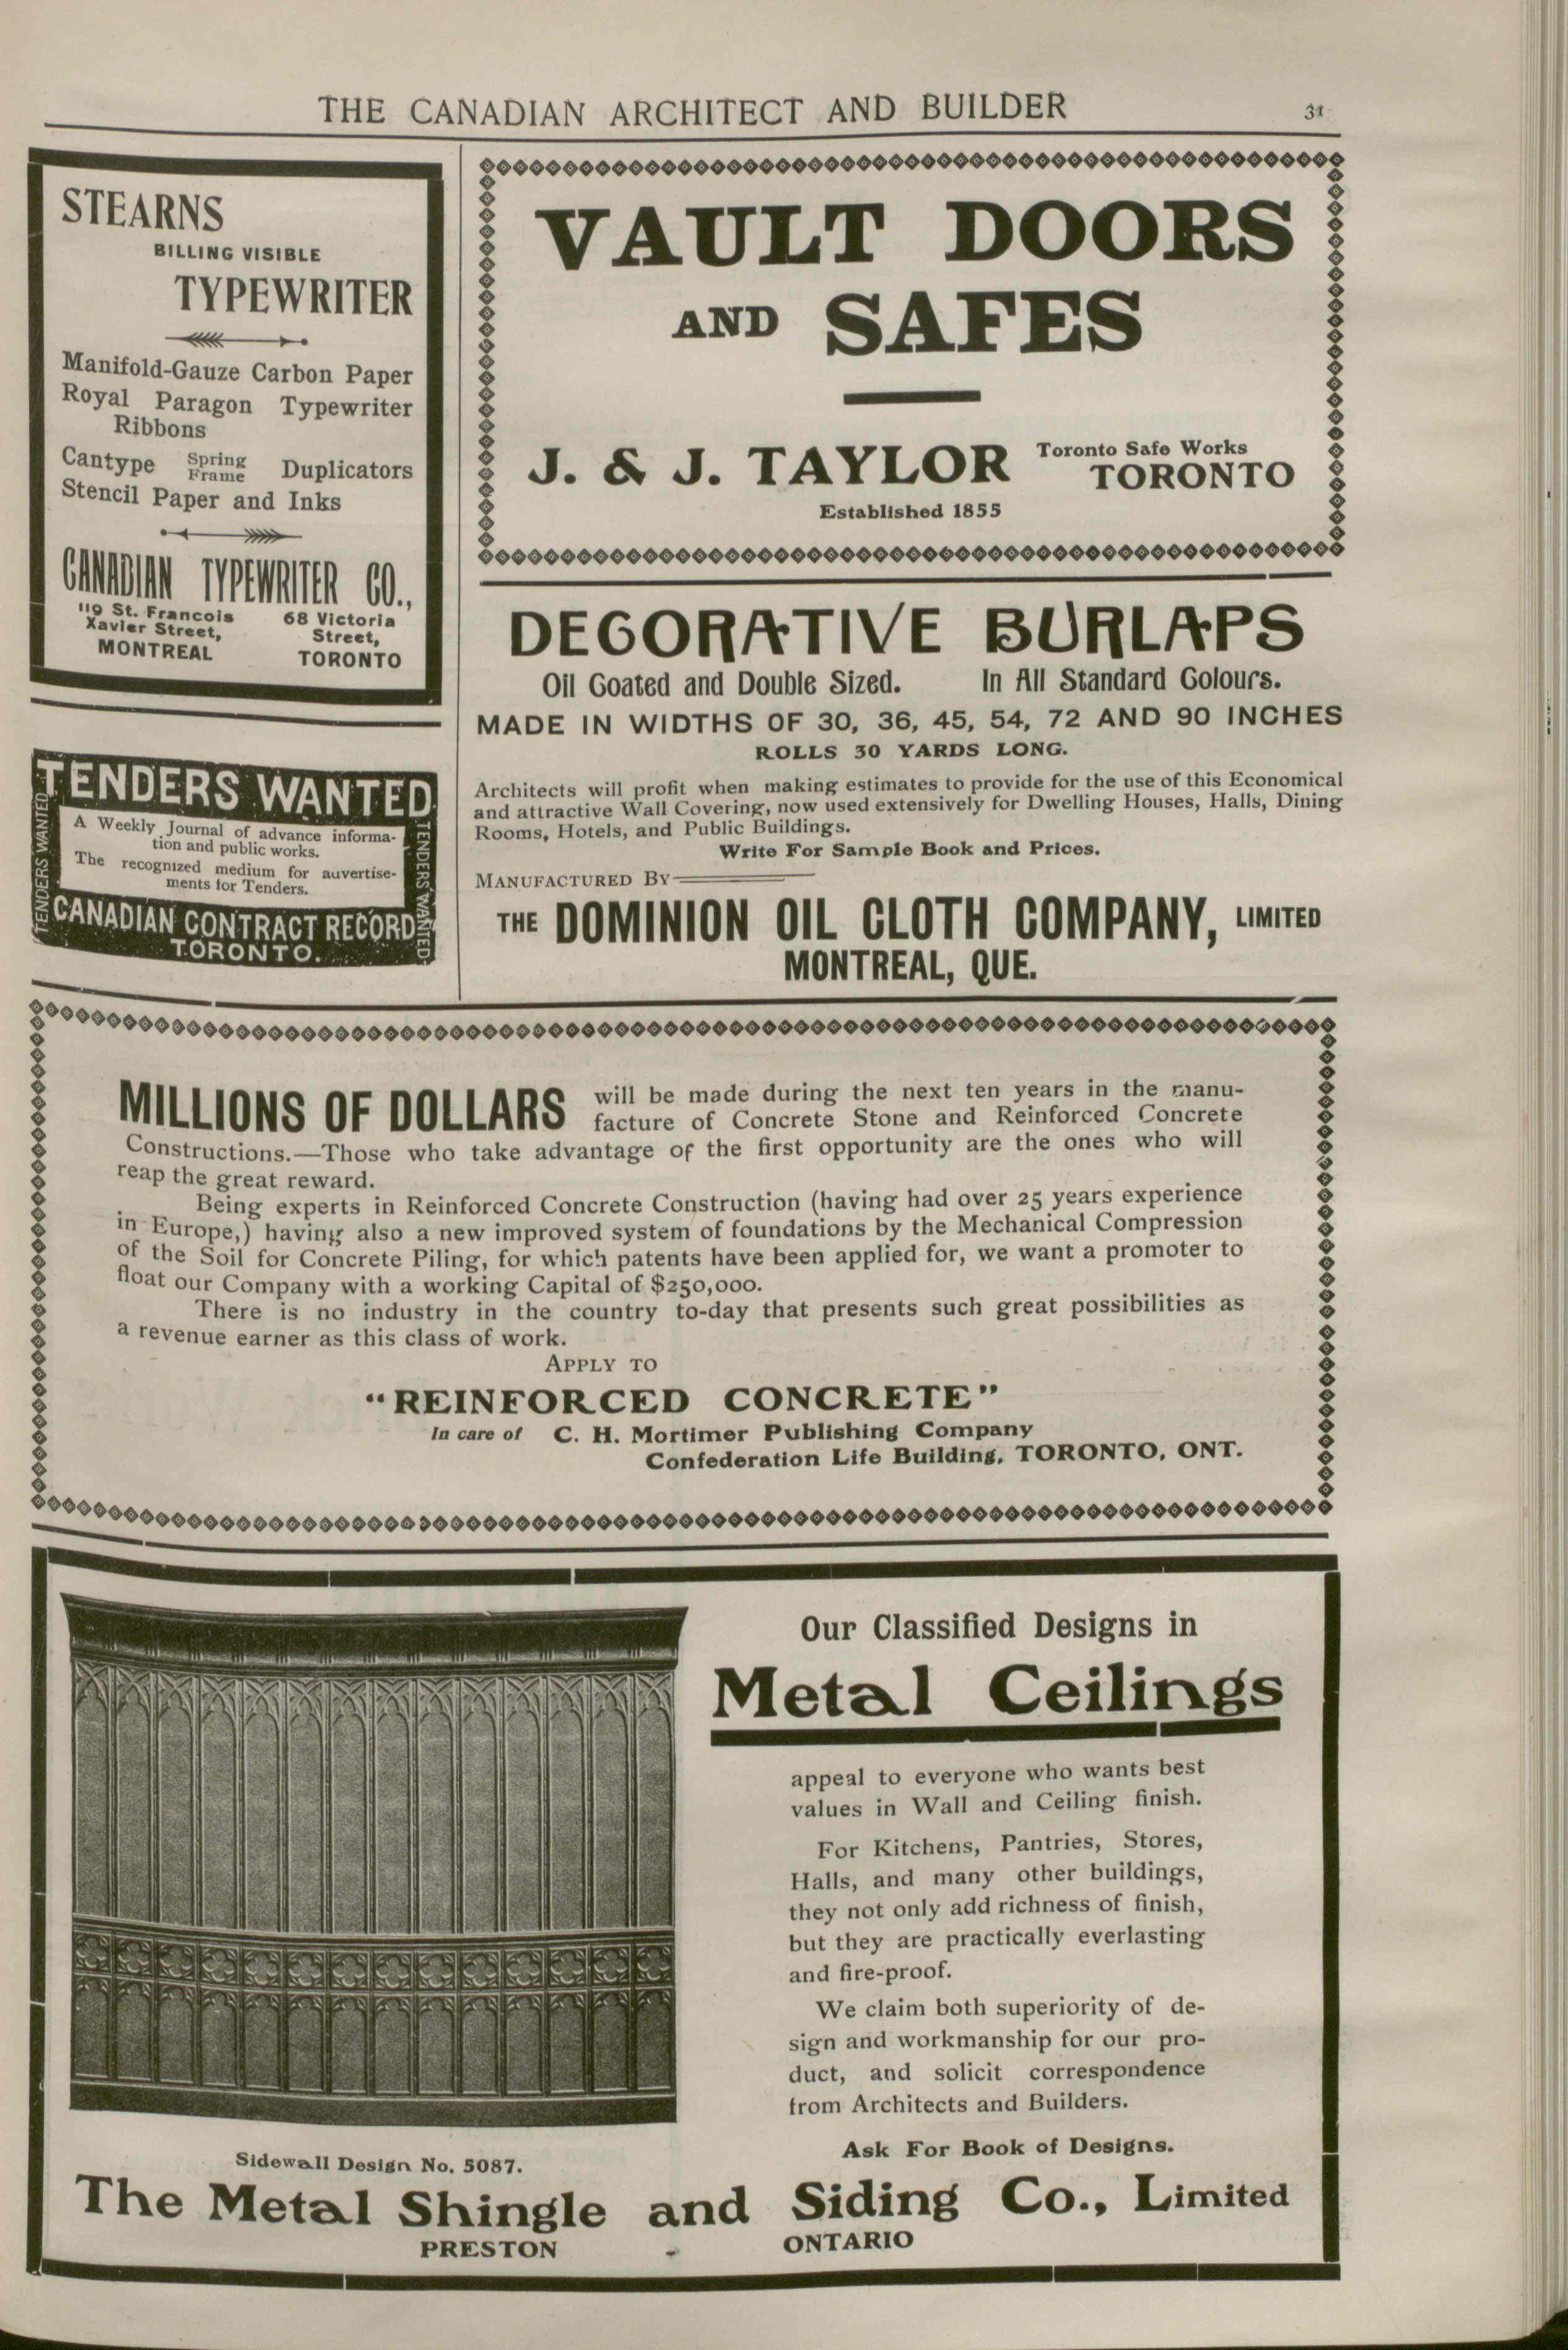 THE CANADIAN ARCHITECT AND BUILDER 31
STEARNS
BILLING VISIBLE
TYPEWRITER
Manifold-Gauze Carbon Paper
Royal Paragon Typewriter
Ribbons
Cantype Spring Frame Duplicators
Stencil Paper and Inks
CANADIAN TYPEWRITER CO.,
119 St. Francois
Xavier Street,
MONTREAL
68 Victoria
Street,
TORONTO
TENDERS WANTED
TENDERS WANTED
A Weekly Journal of advance informa-
tion and public works.
The recognized medium for advertise-
ments for Tenders.
TENDERS WANTED
CANADIAN CONTRACT RECORD
TORONTO.
VAULT DOORS
AND SAFES
J. & J. TAYLOR Toronto Safe Works
TORONTO
Established 1855
DECORATIVE BURLAPS
Oil Coated and Double Sized. In All Standard Colours.
MADE IN WIDTHS OF 30, 36, 45, 54, 72 AND 90 INCHES
ROLLS 30 YARDS LONG.
Architects will profit when making estimates to provide for the use of this Economical
and attractive Wall Covering, now used extensively for Dwelling Houses, Halls, Dining
Rooms, Hotels, and Public Buildings.
Write For Sample Book and Prices.
MANUFACTURED BY
THE DOMINION OIL CLOTH COMPANY, LIMITED
MONTREAL, QUE.
MILLIONS OF DOLLARS will be made during the next ten years in the manu-
facture of Concrete Stone and Reinforced Concrete
Constructions.—Those who take advantage of the first opportunity are the ones who will
reap the great reward.
Being experts in Reinforced Concrete Construction (having had over 25 years experience
in Europe,) having also a new improved system of foundations by the Mechanical Compression
of the Soil for Concrete Piling, for which patents have been applied for, we want a promoter to
float our Company with a working Capital of $250,000.
There is no industry in the country to-day that presents such great possibilities as
a revenue earner as this class of work.
APPLY TO
"REINFORCED CONCRETE"
In care of C. H. Mortimer Publishing Company
Confederation Life Building, TORONTO, ONT.
Our Classified Designs in
Metal Ceilings
appeal to everyone who wants best
values in Wall and Ceiling finish.
For Kitchens, Pantries, Stores,
Halls, and many other buildings,
they not only add richness of finish,
but they are practically everlasting
and fire-proof.
We claim both superiority of de-
sign and workmanship for our pro-
duct, and solicit correspondence
from Architects and Builders.
Ask For Book of Designs.
Sidewall Design No. 5087.
The Metal Shingle and Siding Co., Limited
PRESTON - ONTARIO